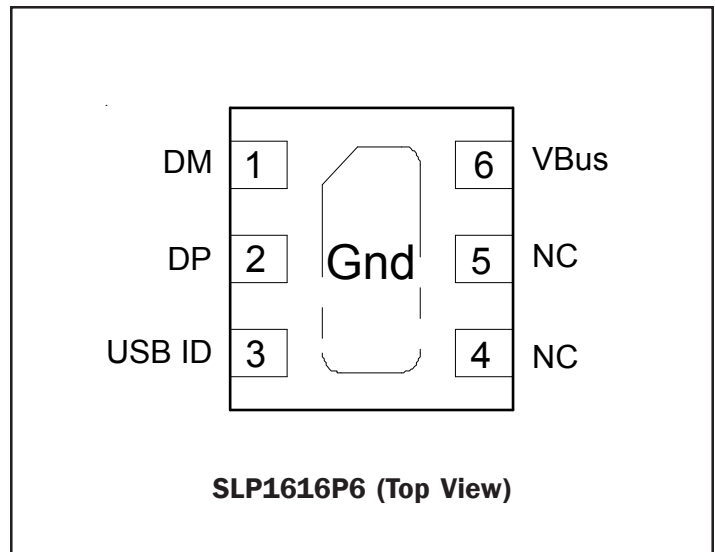 DM 1 6 VBus
DP 2 Gnd 5 NC
USB ID 3 4 NC
SLP1616P6 (Top View)